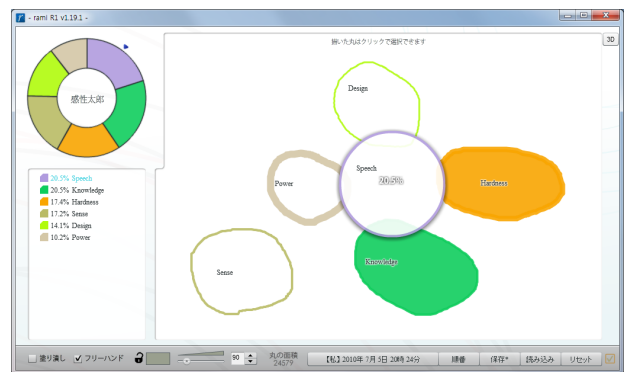 - rami R1 v1.19.1 -
描いた丸はクリックで選択できます
3D
感性太郎
20.5% Speech
20.5% Knowledge
17.4% Hardness
17.2% Sense
14.1% Design
10.2% Power
Design
Speech
20.5%
Power
Hardness
Knowledge
Sense
塗り潰し
フリーハンド
90
丸の面積
24579
【私】2010年 7月 5日 20時 24分
順番
保存*
読み込み
リセット